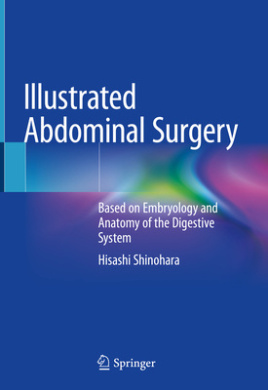 Illustrated
Abdominal Surgery
Based on Embryology and
Anatomy of the Digestive
System
Hisashi Shinohara
Springer